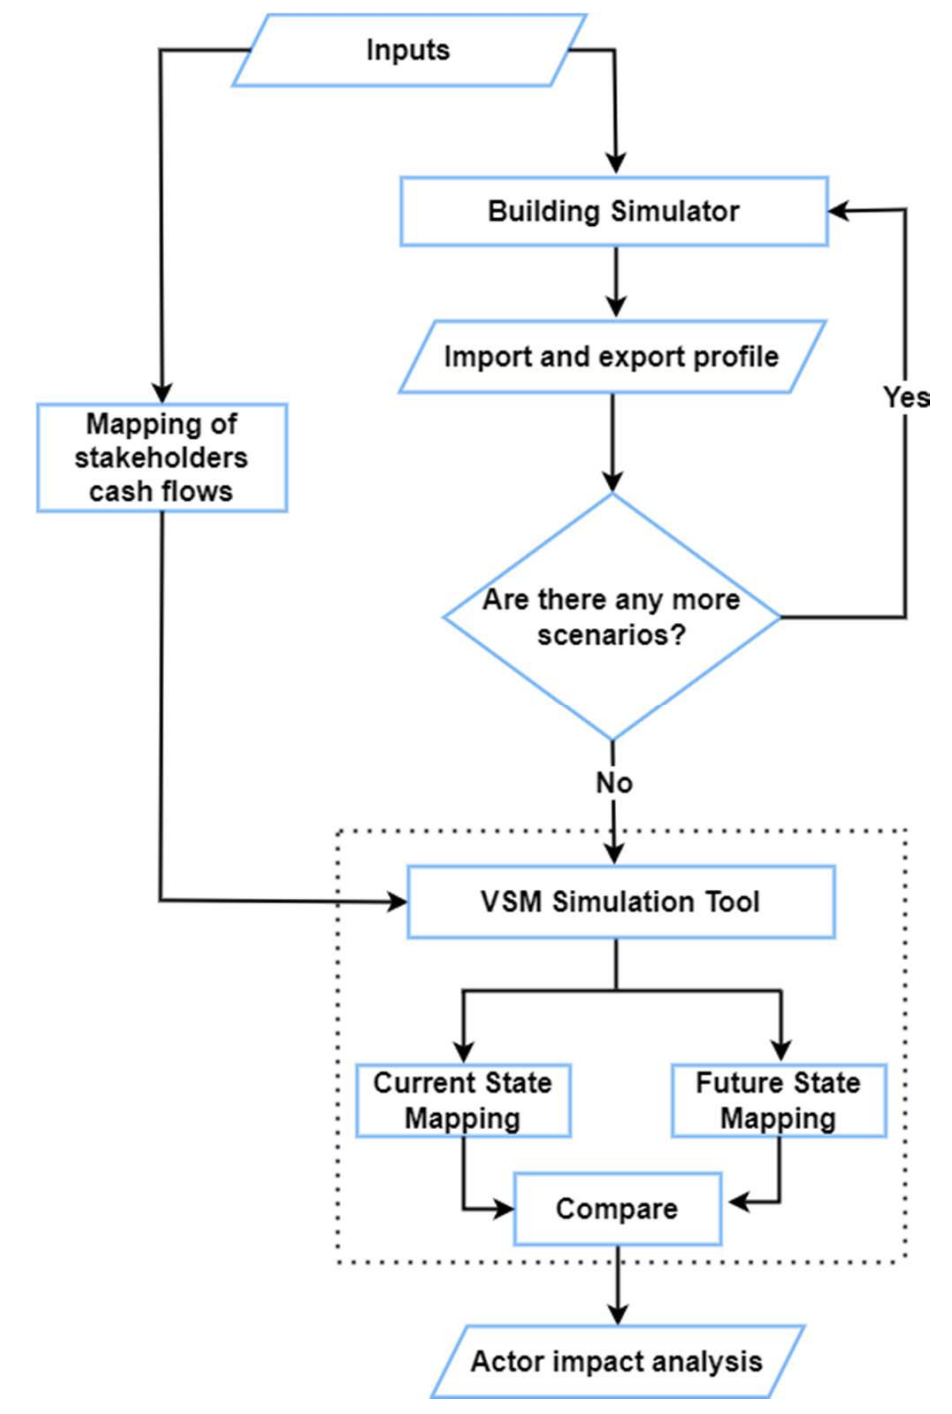 Inputs
Building Simulator
Import and export profile
Yes
Mapping of
stakeholders
cash flows
Are there any more
scenarios?
No
VSM Simulation Tool
Current State
Mapping
Future State
Mapping
Compare
Actor impact analysis